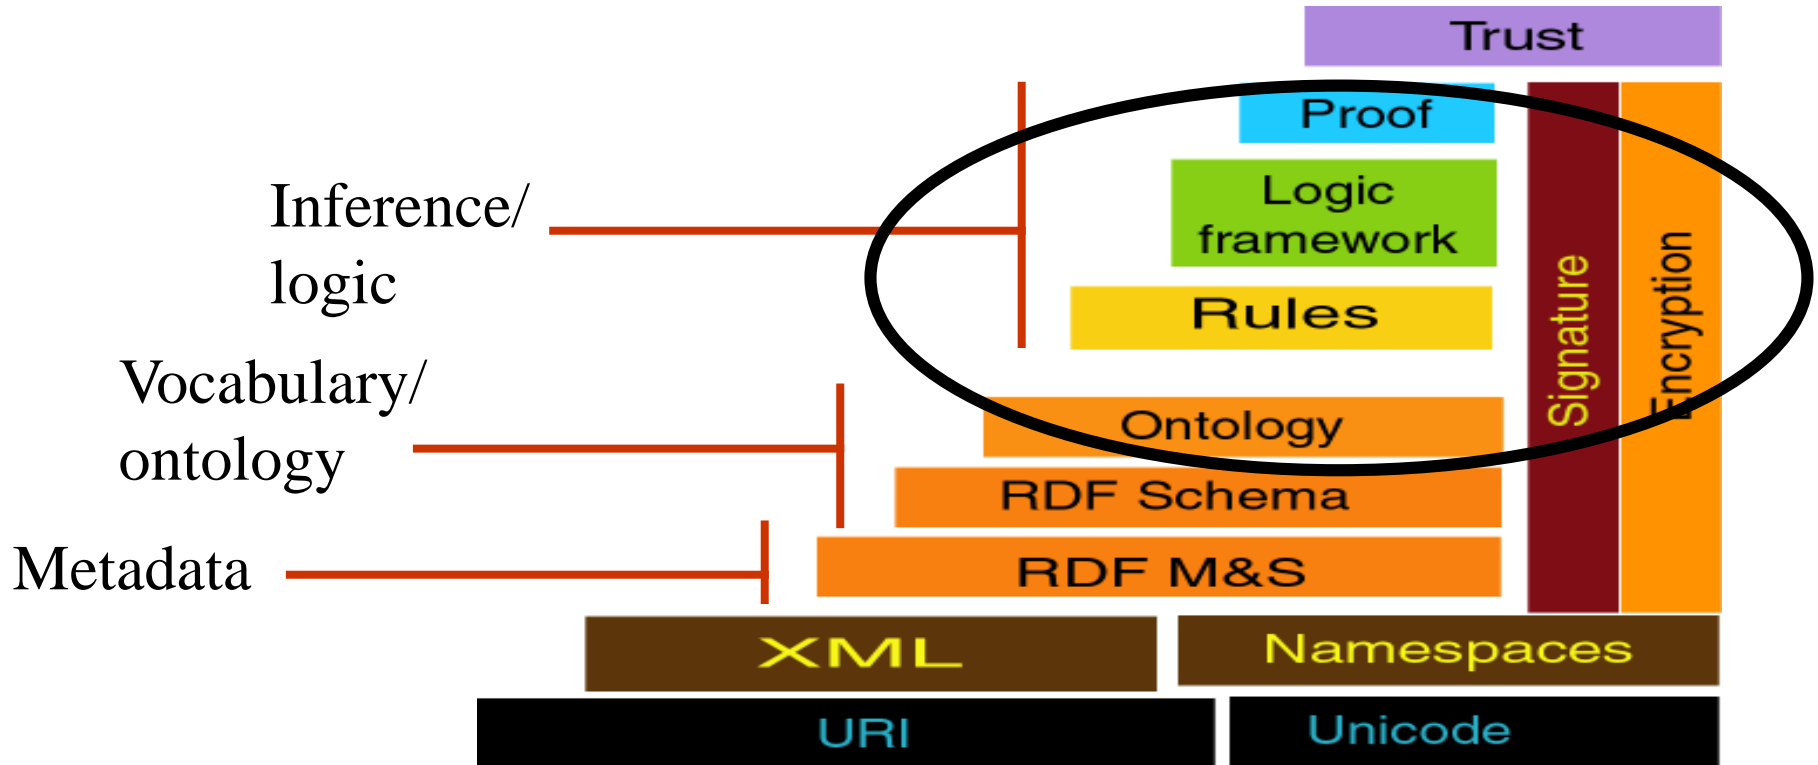 Trust
Proof
Logic
framework
Rules
Ontology
RDF Schema
RDF M&S
XML
Namespaces
URI
Unicode
Signature
Encryption
Inference/
logic
Vocabulary/
ontology
Metadata